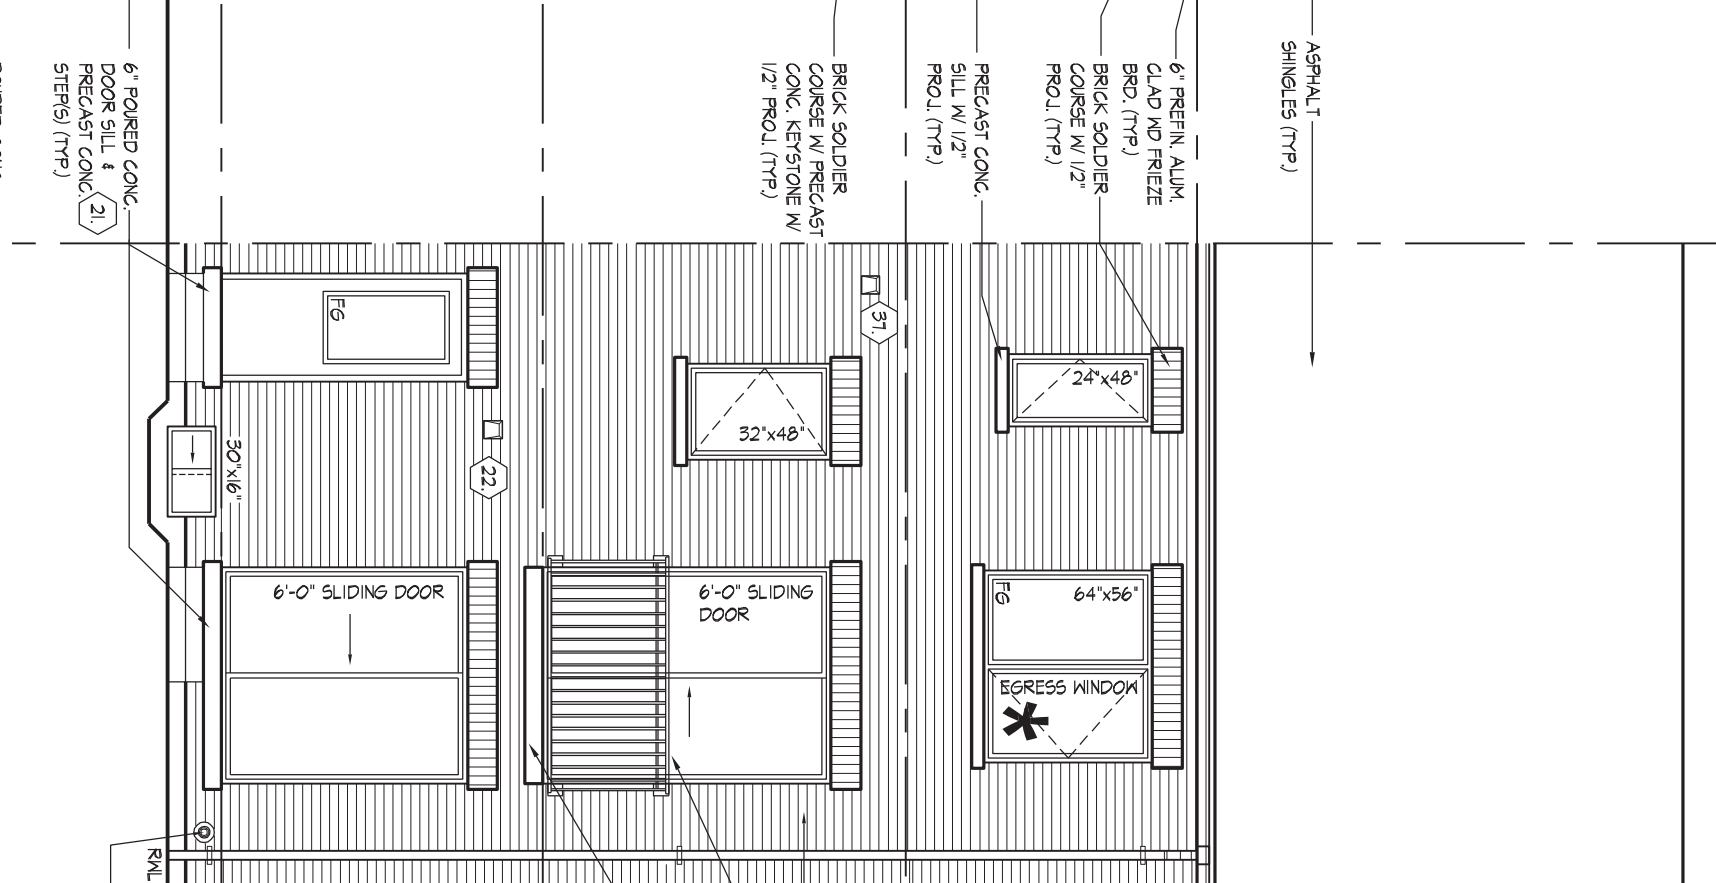 ASPHALT
SHINGLES (TYP.)
6" PREFIN. ALUM.
CLAD WD FRIEZE
BRD. (TYP.)
BRICK SOLDIER
COURSE W/ 1/2"
PROJ. (TYP.)
PRECAST CONC.
SILL W/ 1/2"
PROJ. (TYP.)
BRICK SOLDIER
COURSE W/ PRECAST
CONC. KEYSTONE W/
1/2" PROJ. (TYP.)
6" POURED CONC.
DOOR SILL &
PRECAST CONC.
STEP(S) (TYP.)
21.
FG
37.
24"x48"
32"x48"
22.
30"x16"
6'-0" SLIDING DOOR
6'-0" SLIDING
DOOR
FG
64"x56"
EGRESS WINDOW
RWL